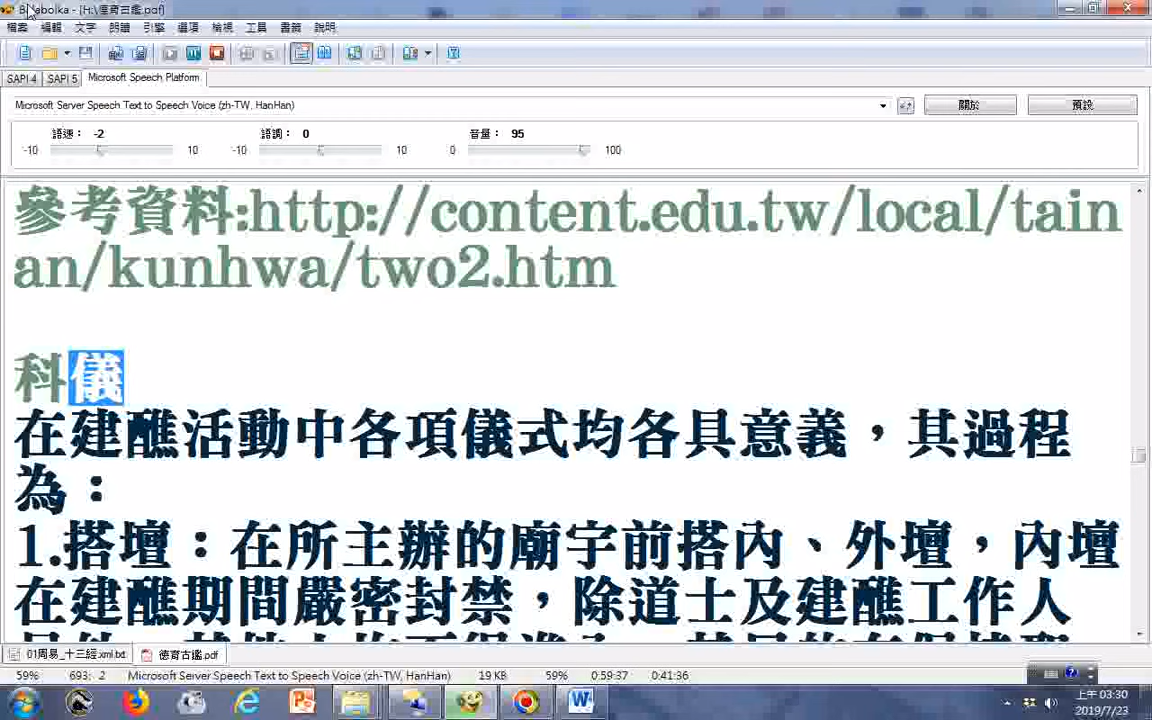 Balabolka - [H:\德育古鑑.pdf]
檔案 編輯 文字 朗讀 引擎 選項 檢視 工具 書籤 說明
SAPI 4 SAPI 5 Microsoft Speech Platform
Microsoft Server Speech Text to Speech Voice (zh-TW, HanHan) 關於 預設
語速： -2 語調： 0 音量： 95
-10 10 -10 10 0 100
參考資料:http://content.edu.tw/local/tain
an/kunhwa/two2.htm
科儀
在建醮活動中各項儀式均各具意義，其過程
為：
1.搭壇：在所主辦的廟宇前搭內、外壇，內壇
在建醮期間嚴密封禁，除道士及建醮工作人
01周易_十三經.xml.txt 德育古鑑.pdf
59% 693: 2 Microsoft Server Speech Text to Speech Voice (zh-TW, HanHan) 19 KB 59% 0:59:37 0:41:36
上午 03:30
2019/7/23